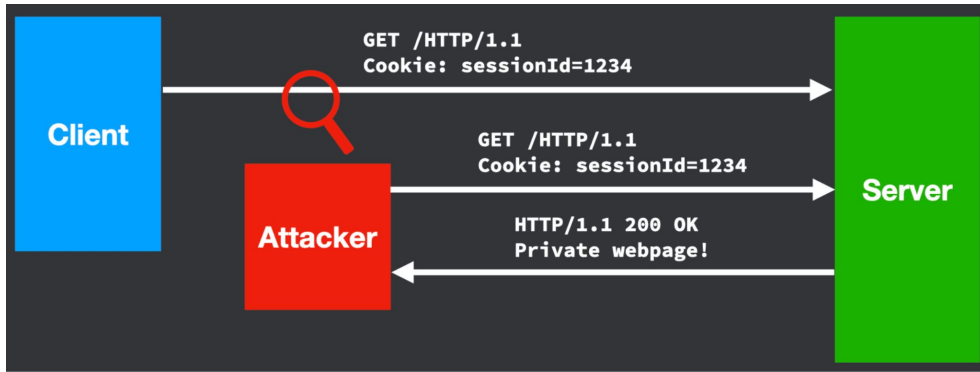 GET /HTTP/1.1
Cookie: sessionId=1234
Client
GET /HTTP/1.1
Cookie: sessionId=1234
Server
Attacker
HTTP/1.1 200 OK
Private webpage!